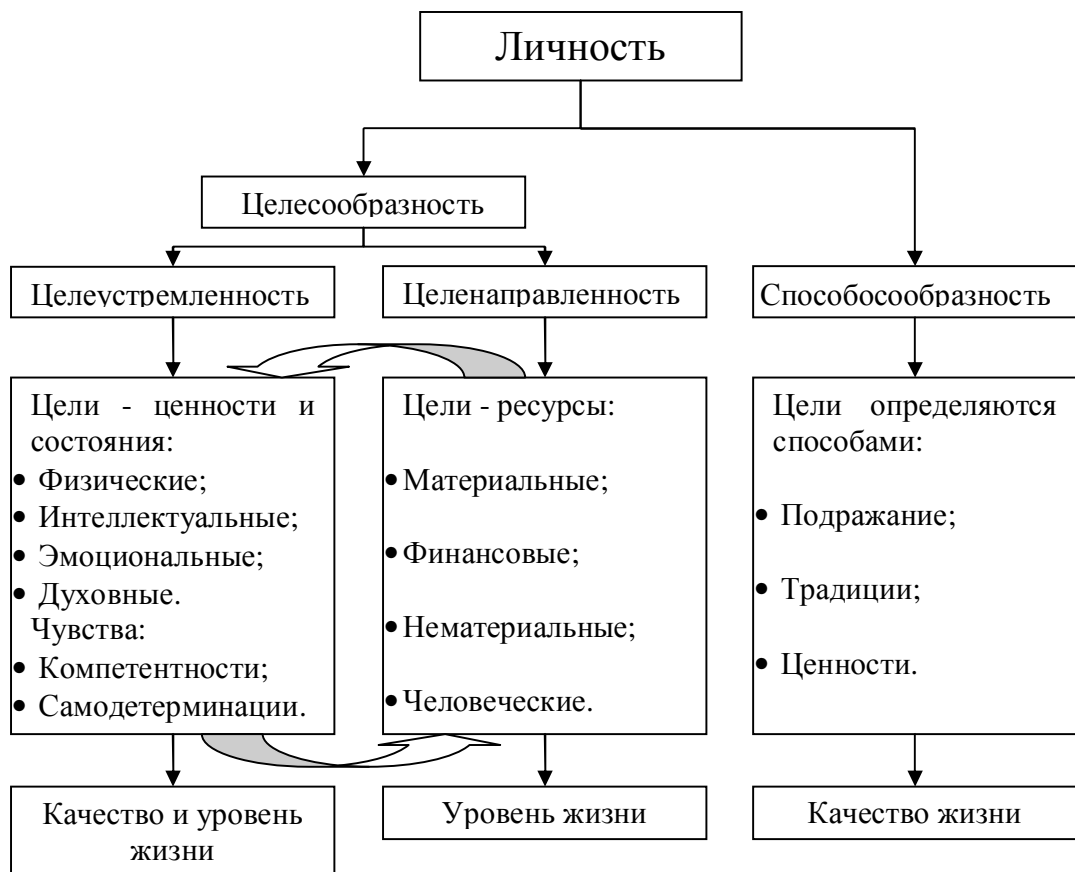 Личность
Целесообразность
Целеустремленность
Целенаправленность
Способосообразность
Цели - ценности и
состояния:
• Физические;
• Интеллектуальные;
• Эмоциональные;
• Духовные.
Чувства:
• Компетентности;
• Самодетерминации.
Цели - ресурсы:
• Материальные;
• Финансовые;
• Нематериальные;
• Человеческие.
Цели определяются
способами:
• Подражание;
• Традиции;
• Ценности.
Качество и уровень
жизни
Уровень жизни
Качество жизни